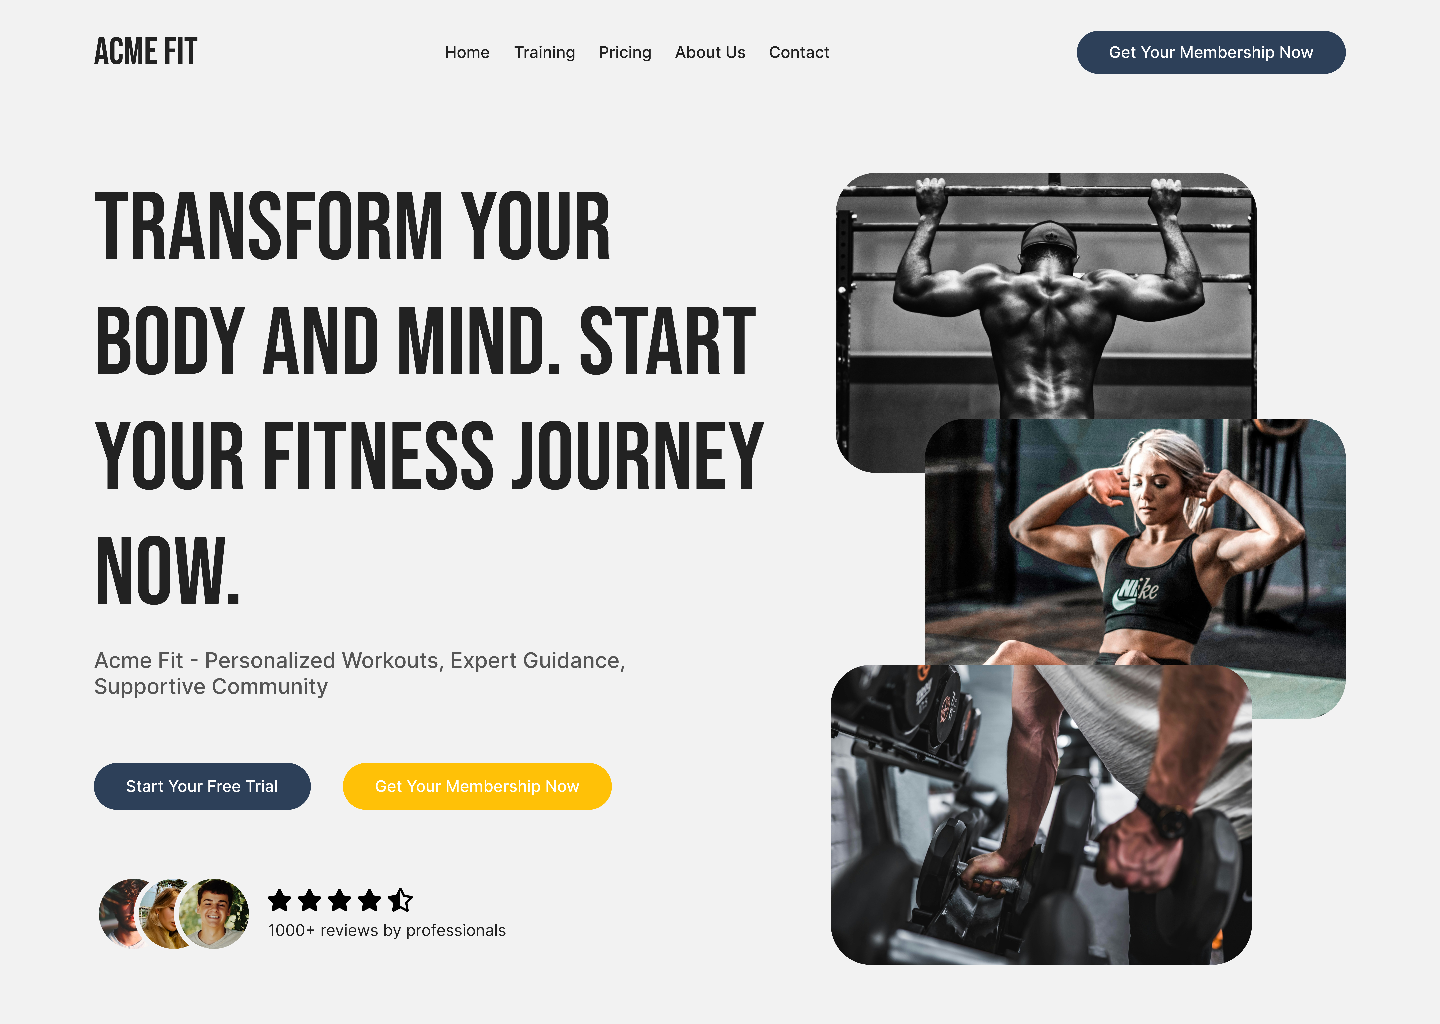 ACME FIT
Home Training Pricing About Us Contact
Get Your Membership Now
TRANSFORM YOUR
BODY AND MIND. START
YOUR FITNESS JOURNEY
NOW.
Acme Fit - Personalized Workouts, Expert Guidance,
Supportive Community
Start Your Free Trial
Get Your Membership Now
1000+ reviews by professionals
Nike